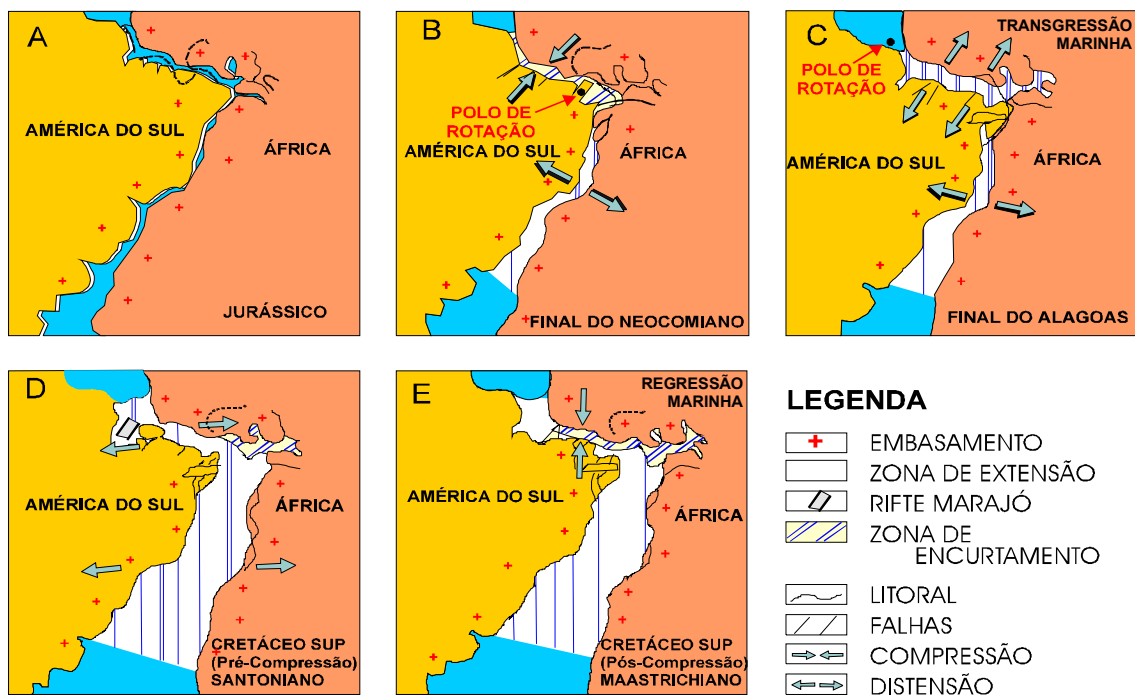 A
AMÉRICA DO SUL
ÁFRICA
JURÁSSICO
B
POLO DE
ROTAÇÃO
AMÉRICA DO SUL
ÁFRICA
FINAL DO NEOCOMIANO
C
TRANSGRESSÃO
MARINHA
POLO DE
ROTAÇÃO
AMÉRICA DO SUL
ÁFRICA
FINAL DO ALAGOAS
D
AMÉRICA DO SUL
ÁFRICA
CRETÁCEO SUP
(Pré-Compressão)
SANTONIANO
E
REGRESSÃO
MARINHA
AMÉRICA DO SUL
ÁFRICA
CRETÁCEO SUP
(Pós-Compressão)
MAASTRICHIANO
LEGENDA
EMBASAMENTO
ZONA DE EXTENSÃO
RIFTE MARAJÓ
ZONA DE
ENCURTAMENTO
LITORAL
FALHAS
COMPRESSÃO
DISTENSÃO